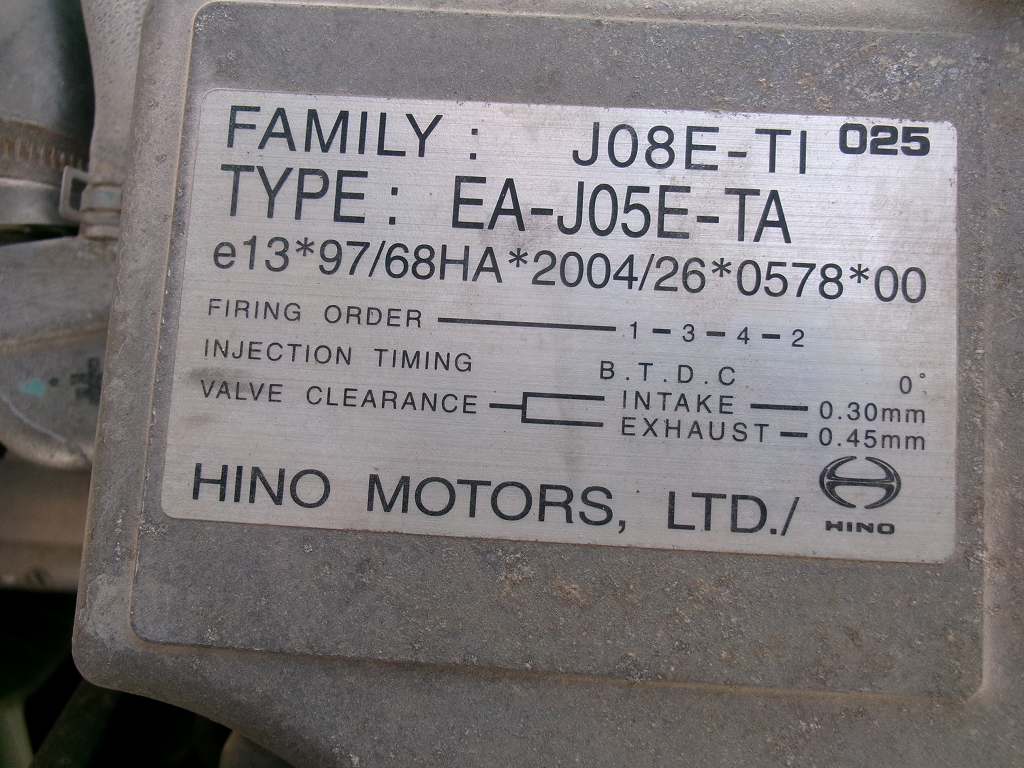 FAMILY : J08E-TI 025
TYPE : EA-J05E-TA
e13*97/68HA*2004/26*0578*00
FIRING ORDER 1-3-4-2
INJECTION TIMING B.T.D.C 0°
VALVE CLEARANCE INTAKE 0.30mm
EXHAUST 0.45mm
HINO MOTORS, LTD./ HINO